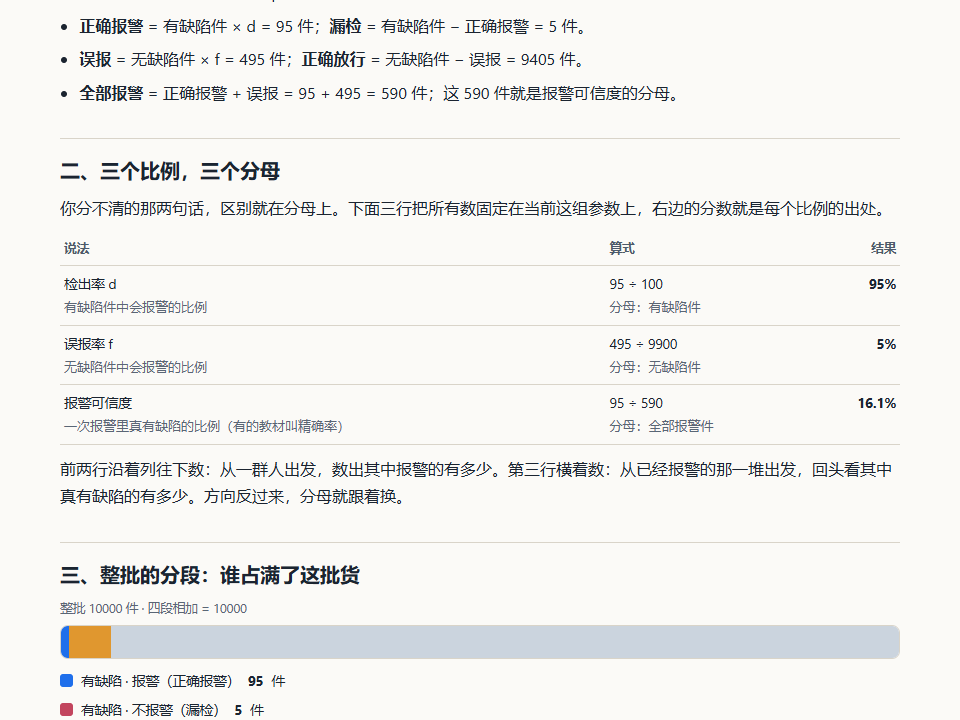 • 正确报警 = 有缺陷件 × d = 95 件；漏检 = 有缺陷件 − 正确报警 = 5 件。
• 误报 = 无缺陷件 × f = 495 件；正确放行 = 无缺陷件 − 误报 = 9405 件。
• 全部报警 = 正确报警 + 误报 = 95 + 495 = 590 件；这 590 件就是报警可信度的分母。
二、三个比例，三个分母
你分不清的那两句话，区别就在分母上。下面三行把所有数固定在当前这组参数上，右边的分数就是每个比例的出处。
说法 算式 结果
检出率 d 95 ÷ 100 95%
有缺陷件中会报警的比例 分母：有缺陷件
误报率 f 495 ÷ 9900 5%
无缺陷件中会报警的比例 分母：无缺陷件
报警可信度 95 ÷ 590 16.1%
一次报警里真有缺陷的比例（有的教材叫精确率） 分母：全部报警件
前两行沿着列往下数：从一群人出发，数出其中报警的有多少。第三行横着数：从已经报警的那一堆出发，回头看其中
真有缺陷的有多少。方向反过来，分母就跟着换。
三、整批的分段：谁占满了这批货
整批 10000 件 · 四段相加 = 10000
有缺陷 · 报警（正确报警） 95 件
有缺陷 · 不报警（漏检） 5 件